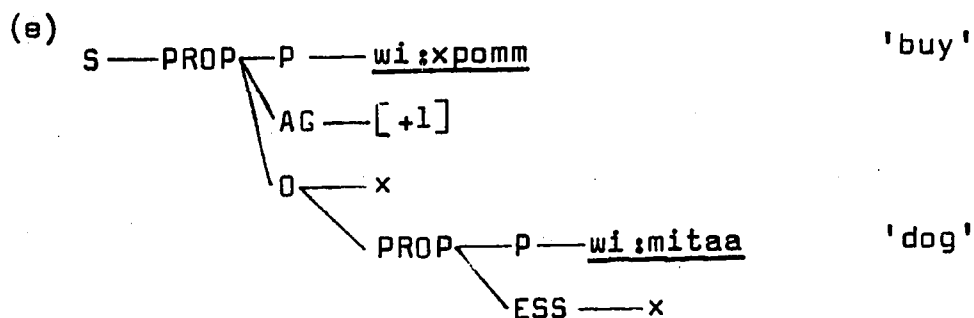 (e)
S PROP P wi:xpomm 'buy'
AG [+1]
O x
PROP P wi:mitaa 'dog'
ESS x